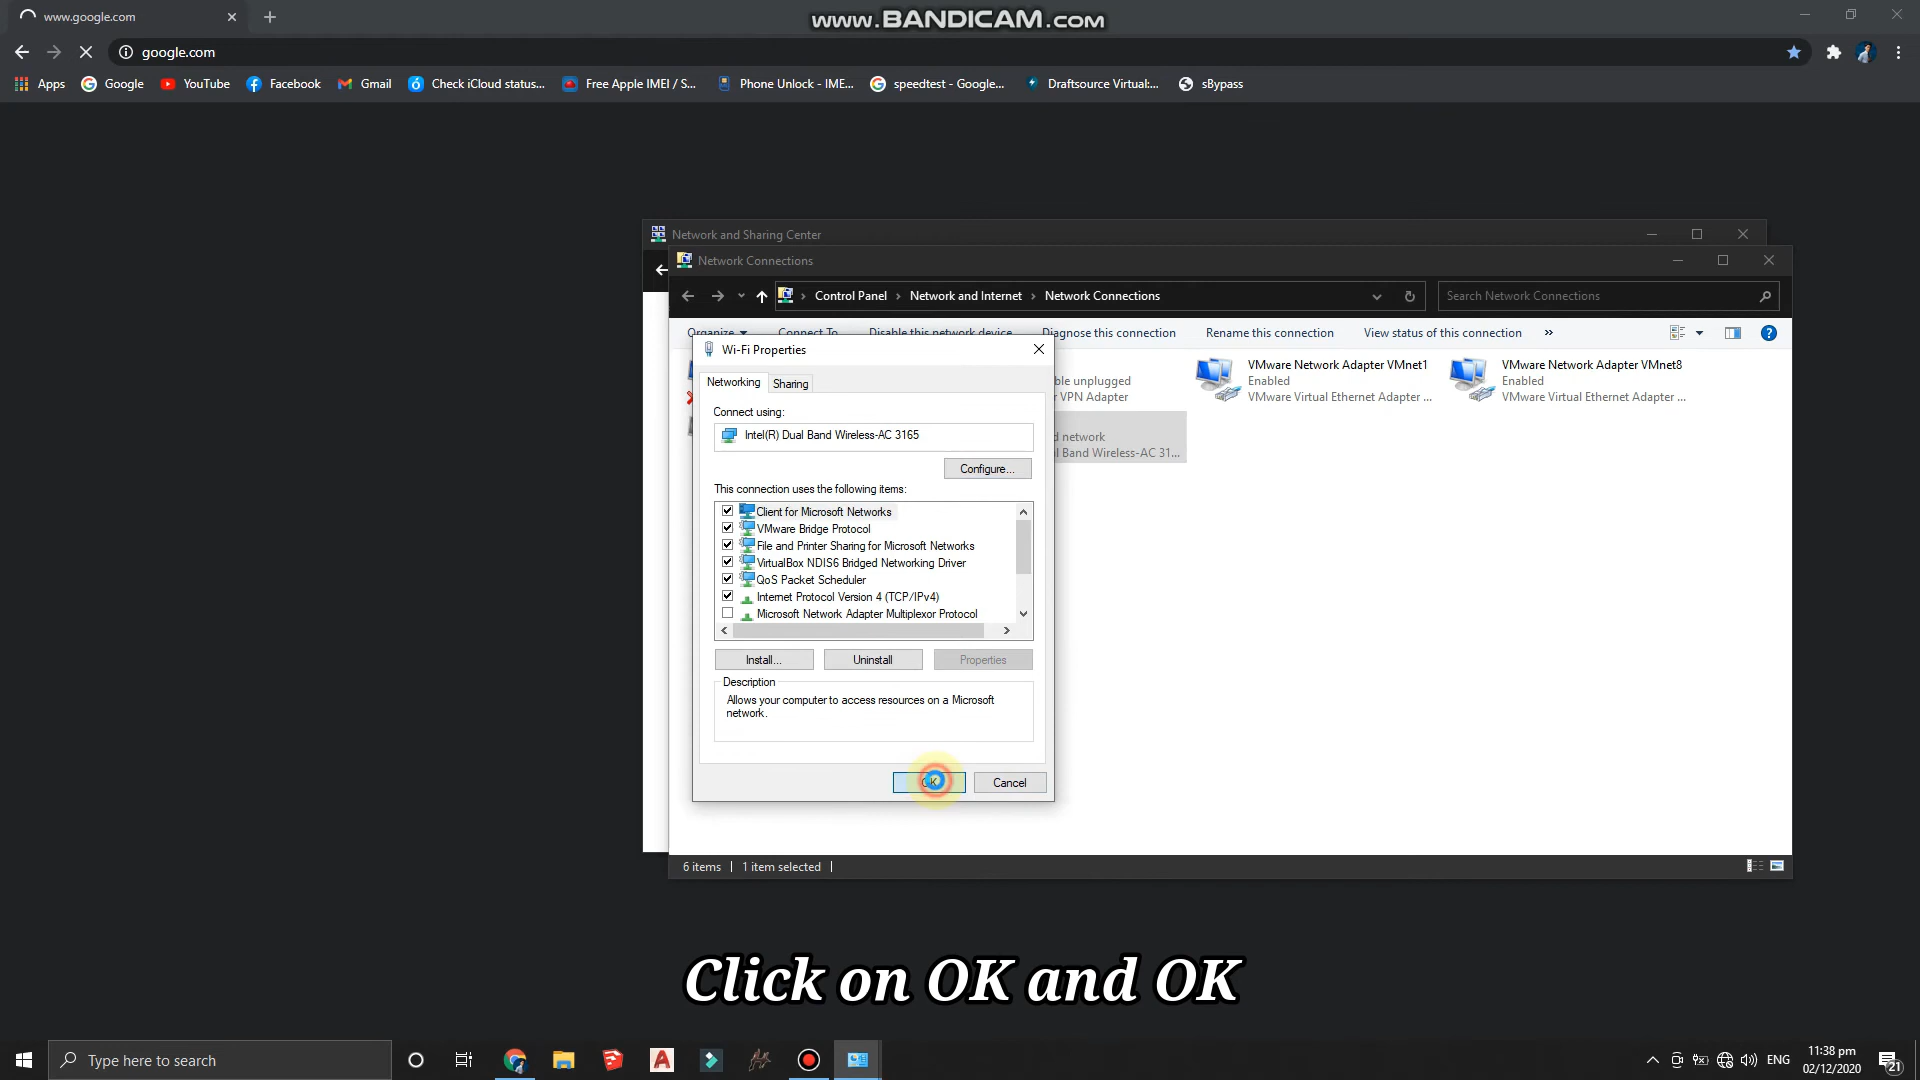 www.google.com
www.BANDICAM.com
google.com
Apps
Google
YouTube
Facebook
Gmail
Check iCloud status...
Free Apple IMEI / S...
Phone Unlock - IME...
speedtest - Google...
Draftsource Virtual:...
sBypass
Network and Sharing Center
Network Connections
Control Panel > Network and Internet > Network Connections
Search Network Connections
Organize
Connect To
Disable this network device
Diagnose this connection
Rename this connection
View status of this connection
»
Wi-Fi Properties
Networking
Sharing
Connect using:
Intel(R) Dual Band Wireless-AC 3165
Configure...
This connection uses the following items:
Client for Microsoft Networks
VMware Bridge Protocol
File and Printer Sharing for Microsoft Networks
VirtualBox NDIS6 Bridged Networking Driver
QoS Packet Scheduler
Internet Protocol Version 4 (TCP/IPv4)
Microsoft Network Adapter Multiplexor Protocol
Install...
Uninstall
Properties
Description
Allows your computer to access resources on a Microsoft
network.
OK
Cancel
ble unplugged
r VPN Adapter
d network
l Band Wireless-AC 31...
VMware Network Adapter VMnet1
Enabled
VMware Virtual Ethernet Adapter ...
VMware Network Adapter VMnet8
Enabled
VMware Virtual Ethernet Adapter ...
6 items
1 item selected
Click on OK and OK
Type here to search
ENG
11:38 pm
02/12/2020
21